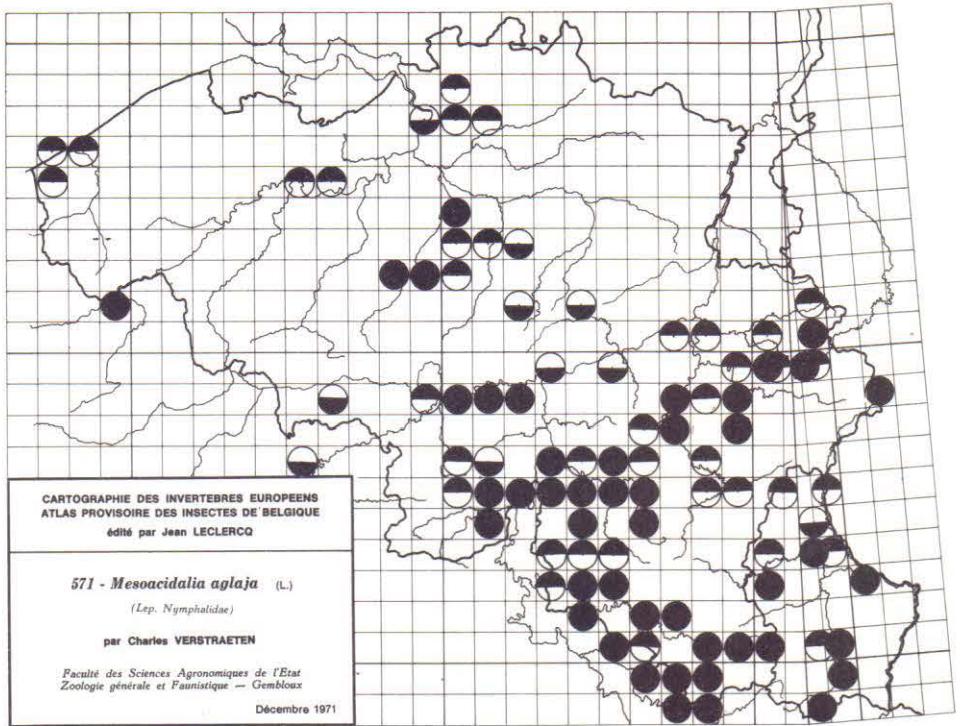 CARTOGRAPHIE DES INVERTEBRES EUROPEENS
ATLAS PROVISOIRE DES INSECTES DE BELGIQUE
édité par Jean LECLERCQ
571 - Mesoacidalia aglaja (L.)
(Lep. Nymphalidae)
par Charles VERSTRAETEN
Faculté des Sciences Agronomiques de l'Etat
Zoologie générale et Faunistique — Gembloux
Décembre 1971